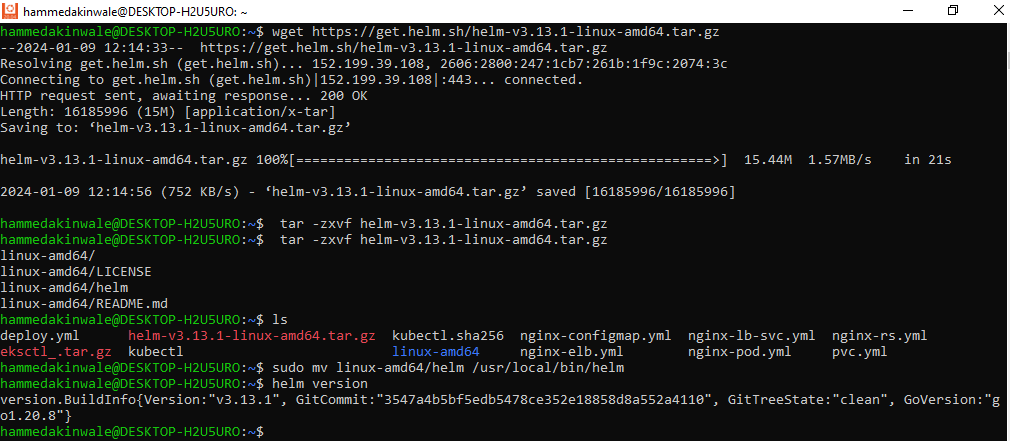 hammedakinwale@DESKTOP-H2U5URO: ~
hammedakinwale@DESKTOP-H2U5URO:~$ wget https://get.helm.sh/helm-v3.13.1-linux-amd64.tar.gz
--2024-01-09 12:14:33--  https://get.helm.sh/helm-v3.13.1-linux-amd64.tar.gz
Resolving get.helm.sh (get.helm.sh)... 152.199.39.108, 2606:2800:247:1cb7:261b:1f9c:2074:3c
Connecting to get.helm.sh (get.helm.sh)|152.199.39.108|:443... connected.
HTTP request sent, awaiting response... 200 OK
Length: 16185996 (15M) [application/x-tar]
Saving to: ‘helm-v3.13.1-linux-amd64.tar.gz’
helm-v3.13.1-linux-amd64.tar.gz 100%[====================================================>]  15.44M  1.57MB/s    in 21s
2024-01-09 12:14:56 (752 KB/s) - ‘helm-v3.13.1-linux-amd64.tar.gz’ saved [16185996/16185996]
hammedakinwale@DESKTOP-H2U5URO:~$  tar -zxvf helm-v3.13.1-linux-amd64.tar.gz
hammedakinwale@DESKTOP-H2U5URO:~$  tar -zxvf helm-v3.13.1-linux-amd64.tar.gz
linux-amd64/
linux-amd64/LICENSE
linux-amd64/helm
linux-amd64/README.md
hammedakinwale@DESKTOP-H2U5URO:~$ ls
deploy.yml      helm-v3.13.1-linux-amd64.tar.gz  kubectl.sha256  nginx-configmap.yml  nginx-lb-svc.yml  nginx-rs.yml
eksctl_.tar.gz  kubectl                          linux-amd64     nginx-elb.yml        nginx-pod.yml     pvc.yml
hammedakinwale@DESKTOP-H2U5URO:~$ sudo mv linux-amd64/helm /usr/local/bin/helm
hammedakinwale@DESKTOP-H2U5URO:~$ helm version
version.BuildInfo{Version:"v3.13.1", GitCommit:"3547a4b5bf5edb5478ce352e18858d8a552a4110", GitTreeState:"clean", GoVersion:"g
o1.20.8"}
hammedakinwale@DESKTOP-H2U5URO:~$